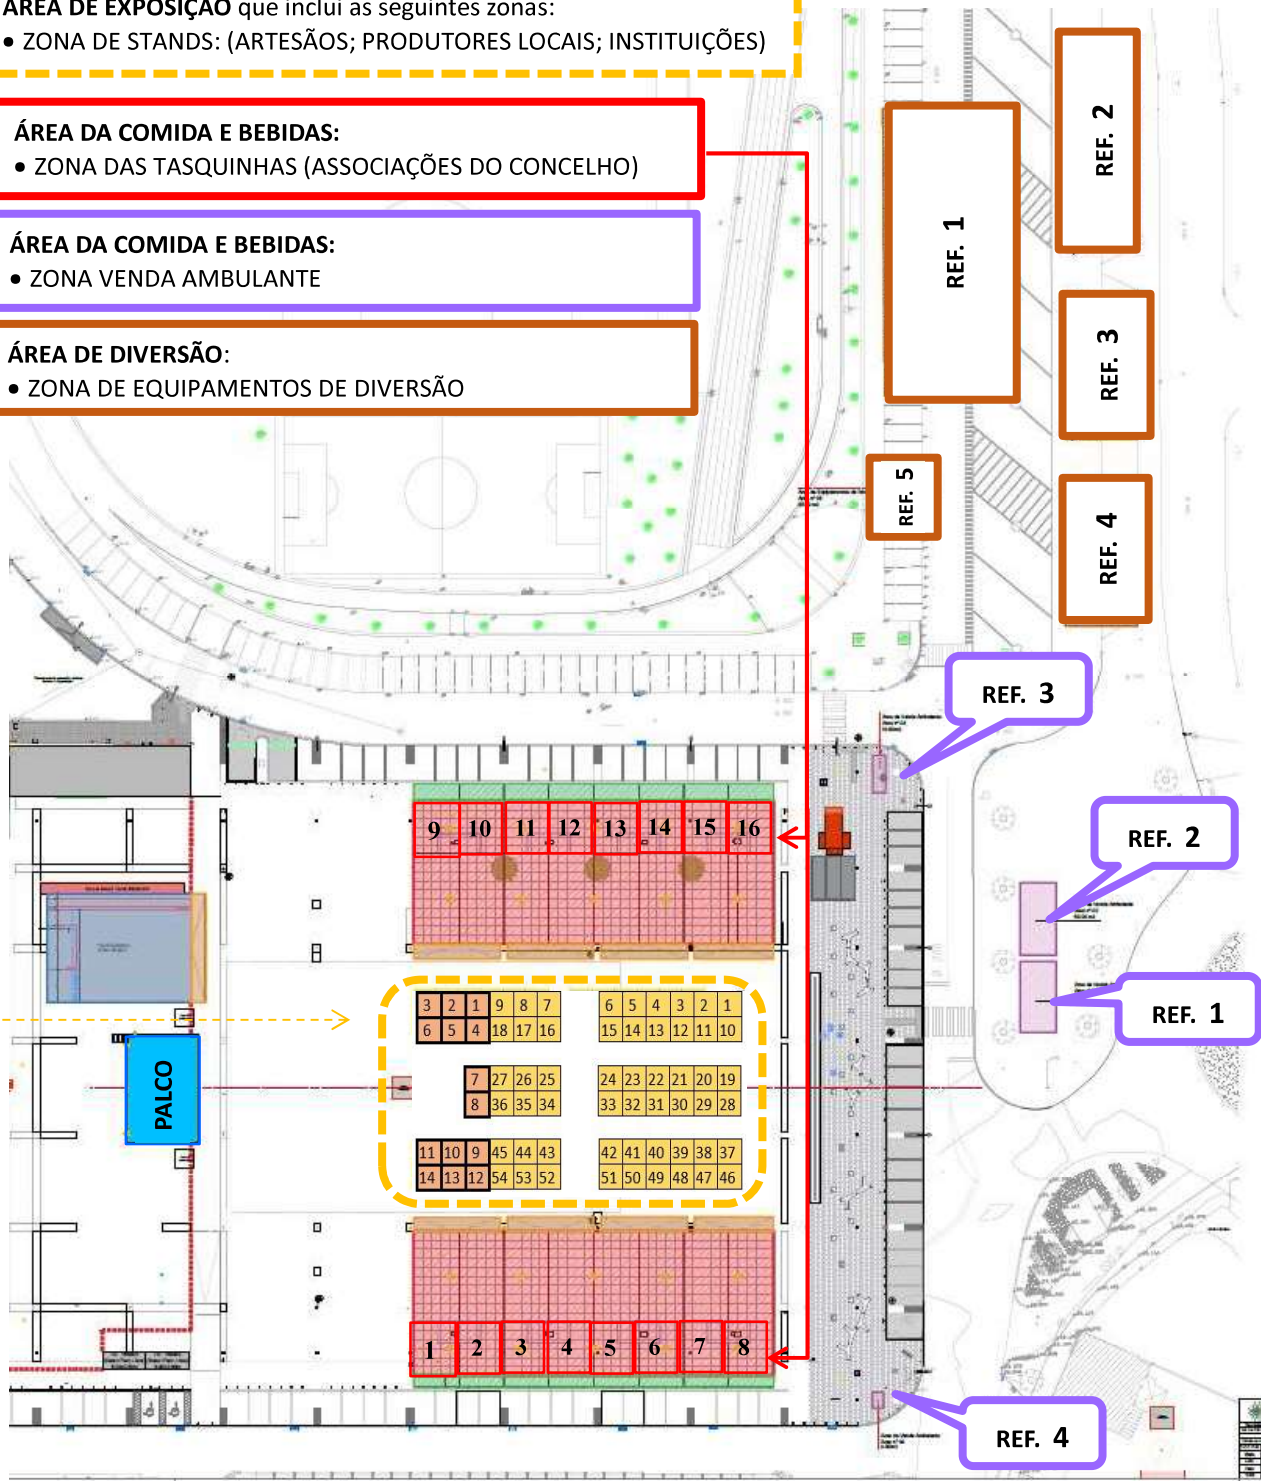 ÁREA DE EXPOSIÇÃO que inclui as seguintes zonas:
• ZONA DE STANDS: (ARTESÃOS; PRODUTORES LOCAIS; INSTITUIÇÕES)
ÁREA DA COMIDA E BEBIDAS:
• ZONA DAS TASQUINHAS (ASSOCIAÇÕES DO CONCELHO)
ÁREA DA COMIDA E BEBIDAS:
• ZONA VENDA AMBULANTE
ÁREA DE DIVERSÃO:
• ZONA DE EQUIPAMENTOS DE DIVERSÃO
REF. 1
REF. 2
REF. 3
REF. 4
REF. 5
REF. 3
REF. 2
REF. 1
9 10 11 12 13 14 15 16
3 2 1 9 8 7 6 5 4 3 2 1
6 5 4 18 17 16 15 14 13 12 11 10
7 27 26 25 24 23 22 21 20 19
8 36 35 34 33 32 31 30 29 28
11 10 9 45 44 43 42 41 40 39 38 37
14 13 12 54 53 52 51 50 49 48 47 46
PALCO
1 2 3 4 5 6 7 8
REF. 4